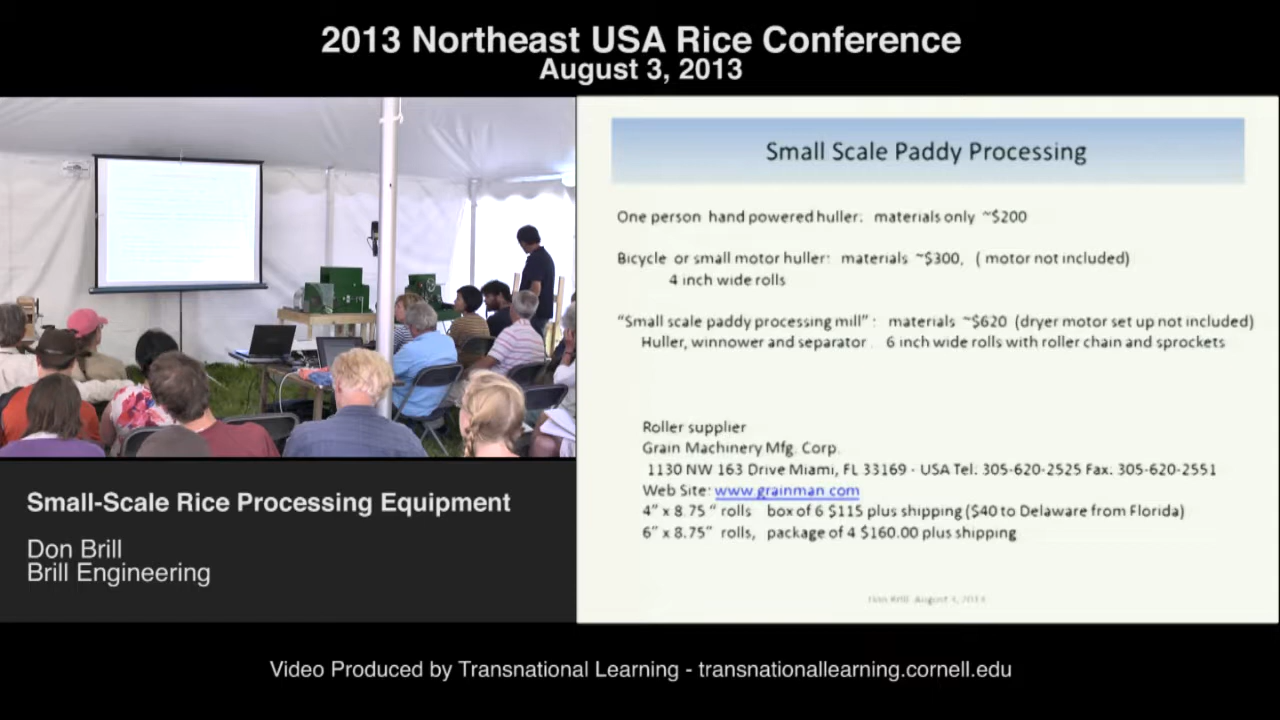 2013 Northeast USA Rice Conference
August 3, 2013
Small Scale Paddy Processing
One person hand powered huller: materials only ~$200
Bicycle or small motor huller: materials ~$300, ( motor not included)
4 inch wide rolls
“Small scale paddy processing mill” : materials ~$620 (dryer motor set up not included)
Huller, winnower and separator . 6 inch wide rolls with roller chain and sprockets
Roller supplier
Grain Machinery Mfg. Corp.
1130 NW 163 Drive Miami, FL 33169 - USA Tel. 305-620-2525 Fax. 305-620-2551
Web Site: www.grainman.com
4” x 8.75 “ rolls box of 6 $115 plus shipping ($40 to Delaware from Florida)
6” x 8.75” rolls, package of 4 $160.00 plus shipping
Don Brill August 3, 2013
Small-Scale Rice Processing Equipment
Don Brill
Brill Engineering
Video Produced by Transnational Learning - transnationallearning.cornell.edu